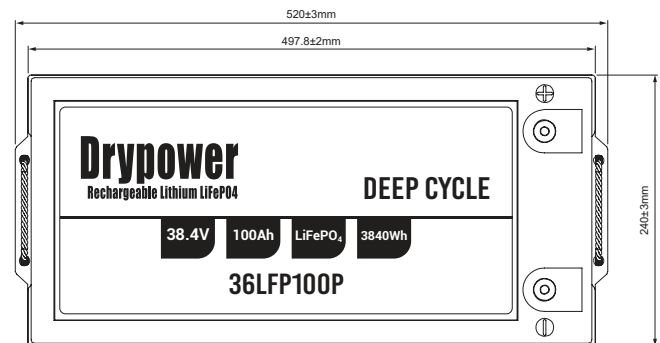 520±3mm
497.8±2mm
Drypower
Rechargeable Lithium LiFePO4
DEEP CYCLE
240±3mm
38.4V 100Ah LiFePO₄ 3840Wh
36LFP100P